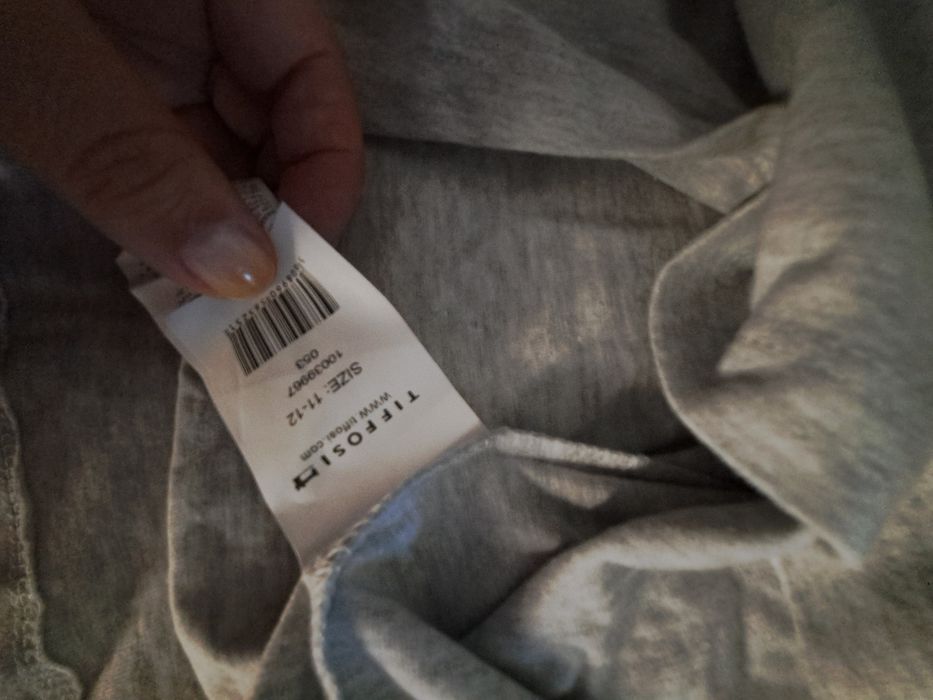 TIFFOSI
www.tiffosi.com
SIZE: 11-12
10039967
053